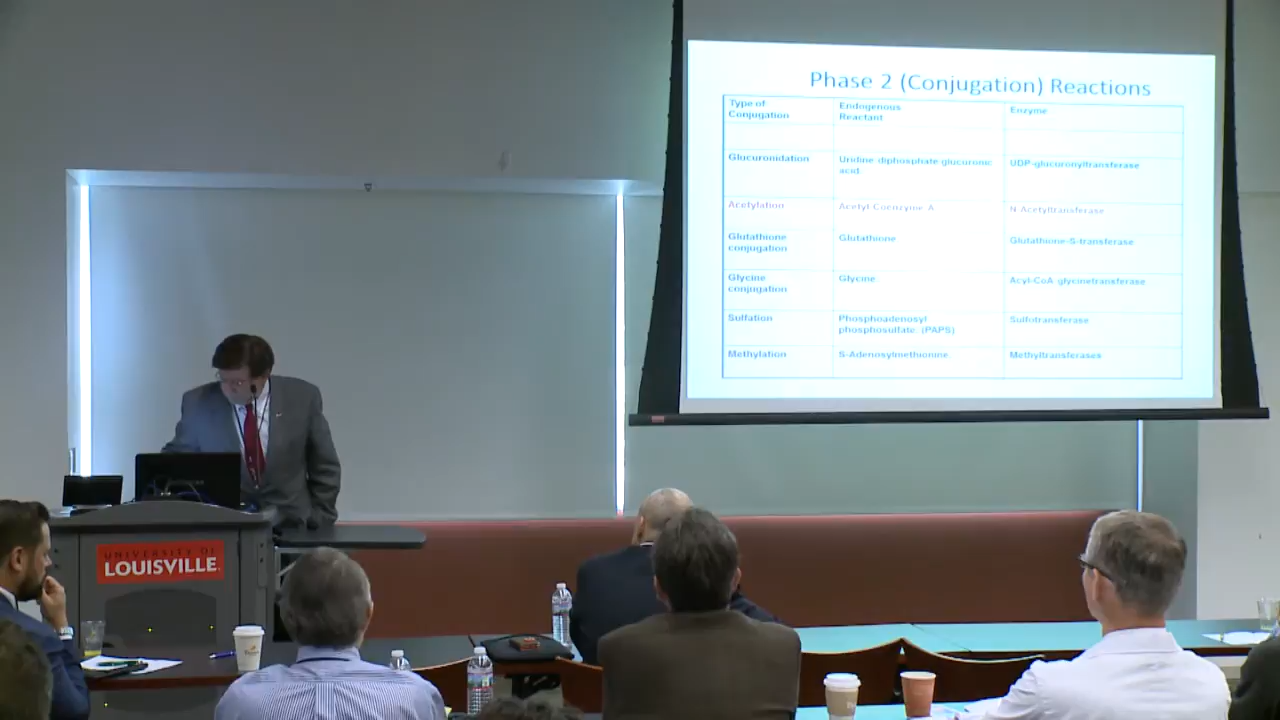 Phase 2 (Conjugation) Reactions
Type of
Conjugation
Endogenous
Reactant
Enzyme
Glucuronidation
Uridine-diphosphate-glucuronic
acid
UDP-glucuronyltransferase
Acetylation
Acetyl-Coenzyme-A
N-Acetyltransferase
Glutathione
conjugation
Glutathione
Glutathione-S-transferase
Glycine
conjugation
Glycine
Acyl-CoA-glycinetransferase
Sulfation
Phosphoadenosyl
phosphosulfate. (PAPS)
Sulfotransferase
Methylation
S-Adenosylmethionine
Methyltransferases
UNIVERSITY OF
LOUISVILLE.